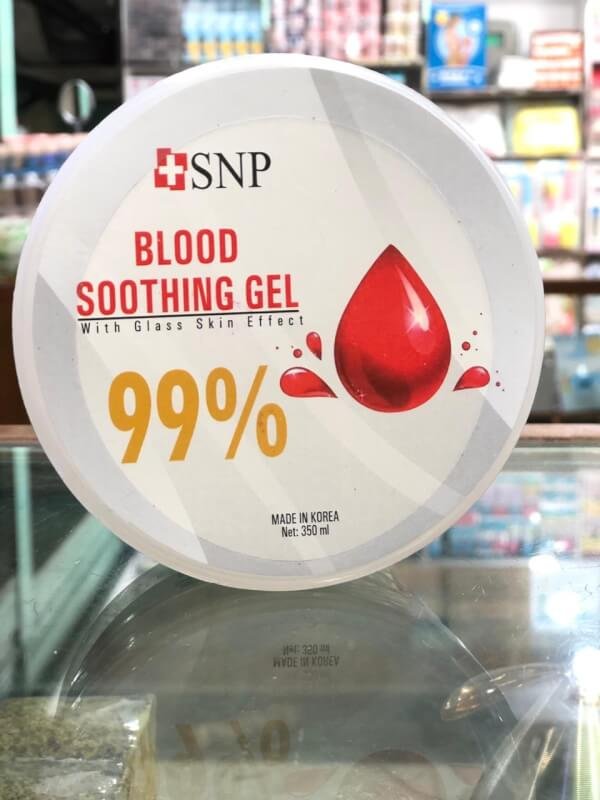 SNP
BLOOD
SOOTHING GEL
With Glass Skin Effect
99%
MADE IN KOREA
Net: 350 ml